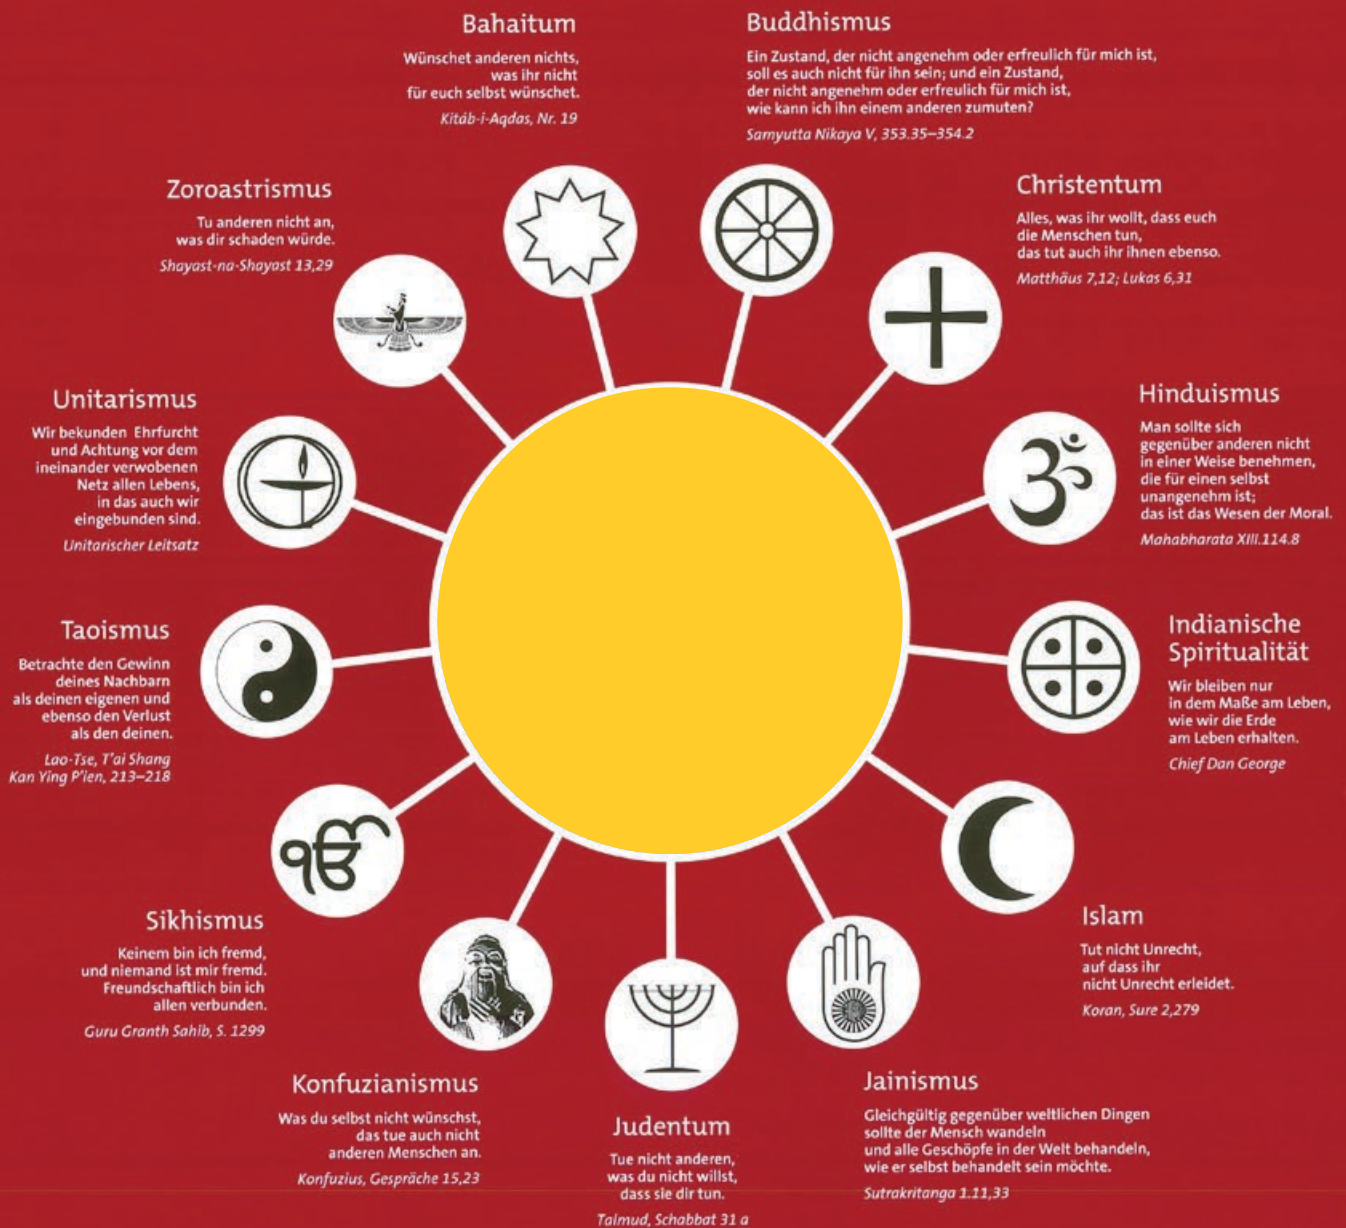 Bahaitum
Wünschet anderen nichts,
was ihr nicht
für euch selbst wünschet.
Kitáb-i-Aqdas, Nr. 19
Buddhismus
Ein Zustand, der nicht angenehm oder erfreulich für mich ist,
soll es auch nicht für ihn sein; und ein Zustand,
der nicht angenehm oder erfreulich für mich ist,
wie kann ich ihn einem anderen zumuten?
Samyutta Nikaya V, 353.35–354.2
Christentum
Alles, was ihr wollt, dass euch
die Menschen tun,
das tut auch ihr ihnen ebenso.
Matthäus 7,12; Lukas 6,31
Hinduismus
Man sollte sich
gegenüber anderen nicht
in einer Weise benehmen,
die für einen selbst
unangenehm ist;
das ist das Wesen der Moral.
Mahabharata XIII.114.8
Indianische
Spiritualität
Wir bleiben nur
in dem Maße am Leben,
wie wir die Erde
am Leben erhalten.
Chief Dan George
Islam
Tut nicht Unrecht,
auf dass ihr
nicht Unrecht erleidet.
Koran, Sure 2,279
Jainismus
Gleichgültig gegenüber weltlichen Dingen
sollte der Mensch wandeln
und alle Geschöpfe in der Welt behandeln,
wie er selbst behandelt sein möchte.
Sutrakritanga 1.11,33
Judentum
Tue nicht anderen,
was du nicht willst,
dass sie dir tun.
Talmud, Schabbat 31 a
Konfuzianismus
Was du selbst nicht wünschst,
das tue auch nicht
anderen Menschen an.
Konfuzius, Gespräche 15,23
Sikhismus
Keinem bin ich fremd,
und niemand ist mir fremd.
Freundschaftlich bin ich
allen verbunden.
Guru Granth Sahib, S. 1299
Taoismus
Betrachte den Gewinn
deines Nachbarn
als deinen eigenen und
ebenso den Verlust
als den deinen.
Lao-Tse, T'ai Shang
Kan Ying P'ien, 213–218
Unitarismus
Wir bekunden Ehrfurcht
und Achtung vor dem
ineinander verwobenen
Netz allen Lebens,
in das auch wir
eingebunden sind.
Unitarischer Leitsatz
Zoroastrismus
Tu anderen nicht an,
was dir schaden würde.
Shayast-na-Shayast 13,29
ॐ
ੴ